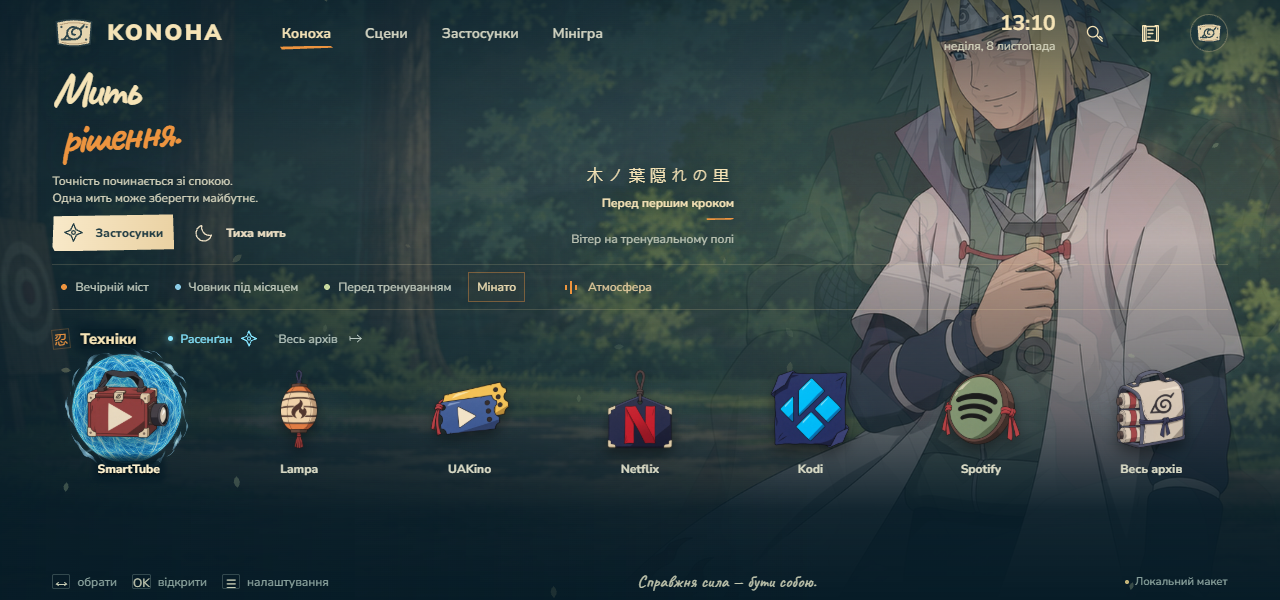 KONOHA
Коноха
Сцени
Застосунки
Мінігра
13:10
неділя, 8 листопада
Мить
рішення.
Точність починається зі спокою.
Одна мить може зберегти майбутнє.
Застосунки
Тиха мить
木ノ葉隠れの里
Перед першим кроком
Вітер на тренувальному полі
Вечірній міст
Човник під місяцем
Перед тренуванням
Мінато
Атмосфера
忍
Техніки
Расенґан
Весь архів
N
SmartTube
Lampa
UAKino
Netflix
Kodi
Spotify
Весь архів
обрати
OK
відкрити
налаштування
Справжня сила — бути собою.
Локальний макет